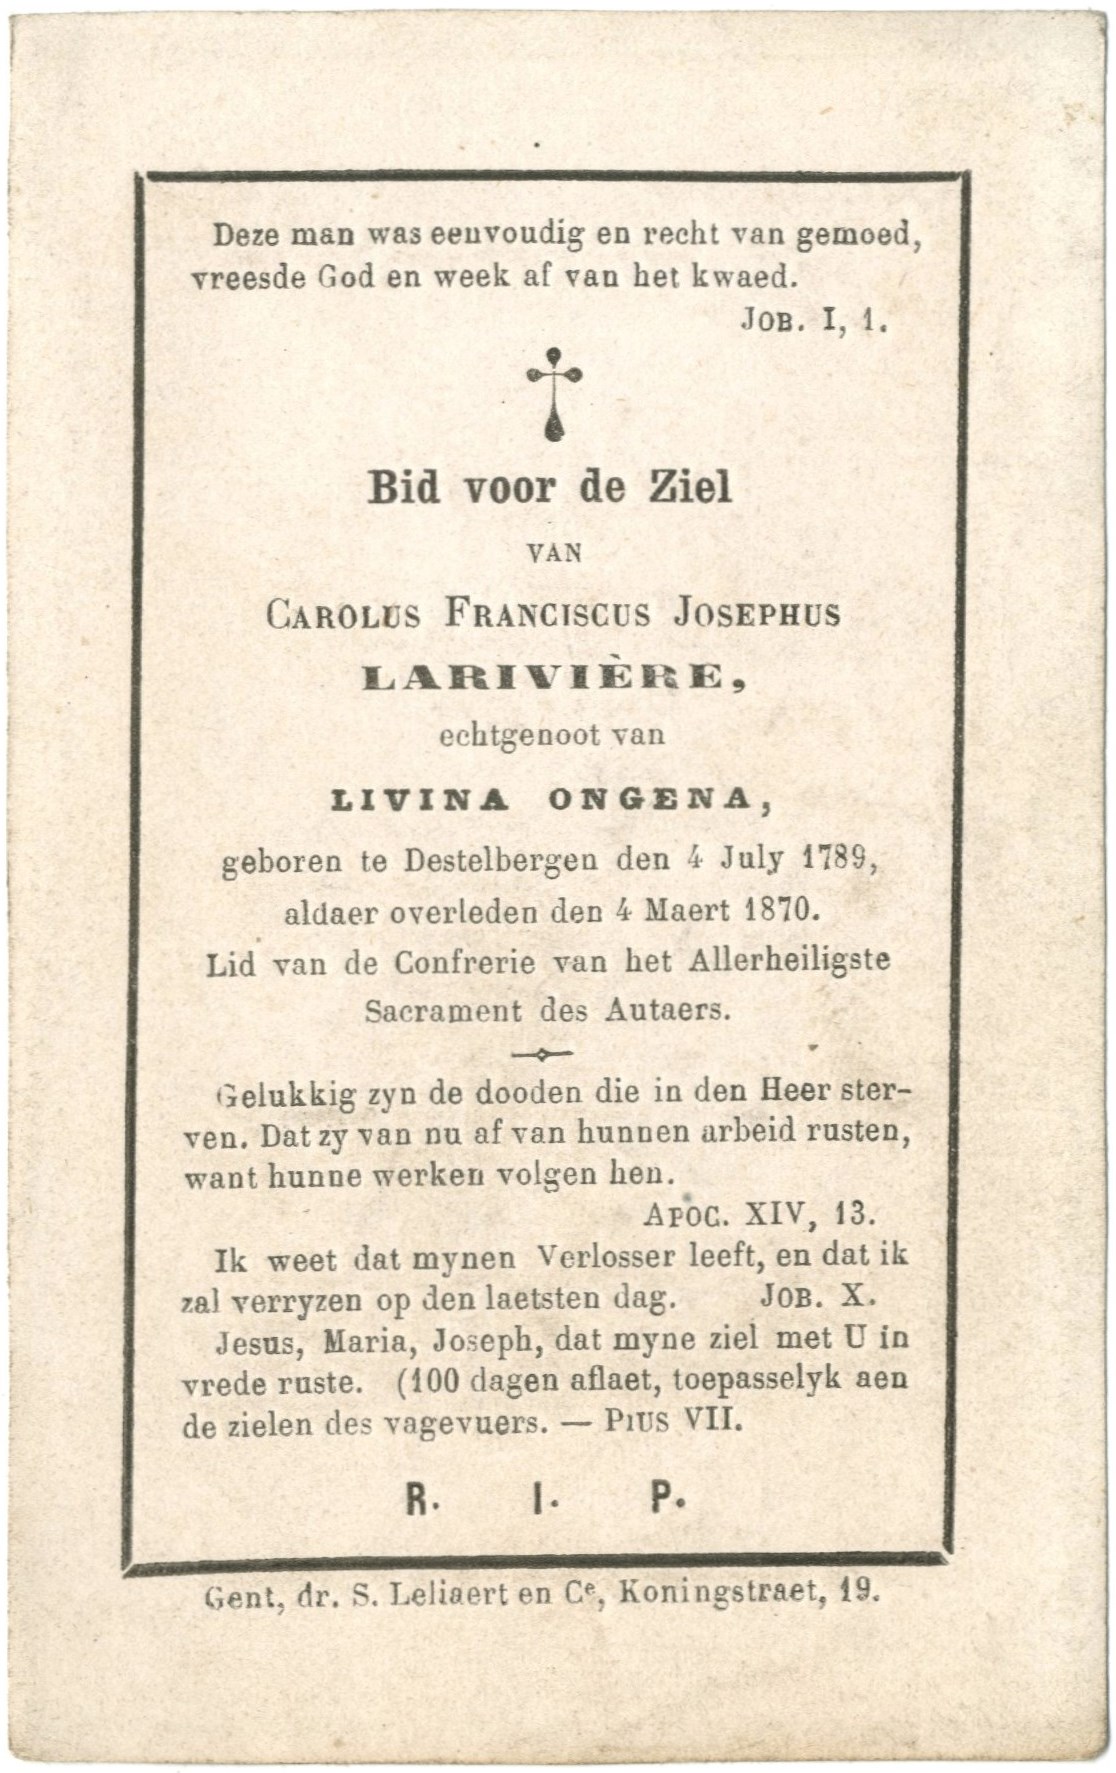 Deze man was eenvoudig en recht van gemoed,
vreesde God en week af van het kwaed.
JOB. I, 1.
Bid voor de Ziel
VAN
CAROLUS FRANCISCUS JOSEPHUS
LARIVIÈRE,
echtgenoot van
LIVINA ONGENA,
geboren te Destelbergen den 4 July 1789,
aldaer overleden den 4 Maert 1870.
Lid van de Confrerie van het Allerheiligste
Sacrament des Autaers.
Gelukkig zyn de dooden die in den Heer ster-
ven. Dat zy van nu af van hunnen arbeid rusten,
want hunne werken volgen hen.
APOC. XIV, 13.
Ik weet dat mynen Verlosser leeft, en dat ik
zal verryzen op den laetsten dag. JOB. X.
Jesus, Maria, Joseph, dat myne ziel met U in
vrede ruste. (100 dagen aflaet, toepasselyk aen
de zielen des vagevuers. — PIUS VII.
R. I. P.
Gent, dr. S. Leliaert en Cᵉ, Koningstraet, 19.